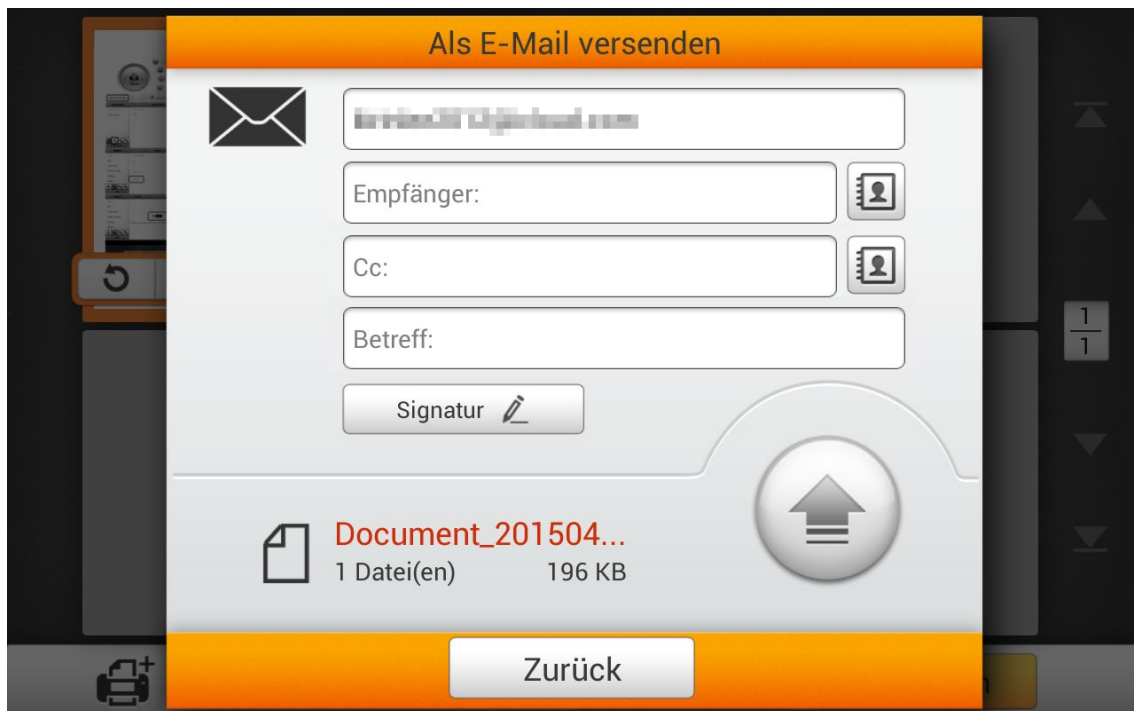 Als E-Mail versenden
Empfänger:
Cc:
Betreff:
Signatur
Document_201504...
1 Datei(en) 196 KB
Zurück
1
1